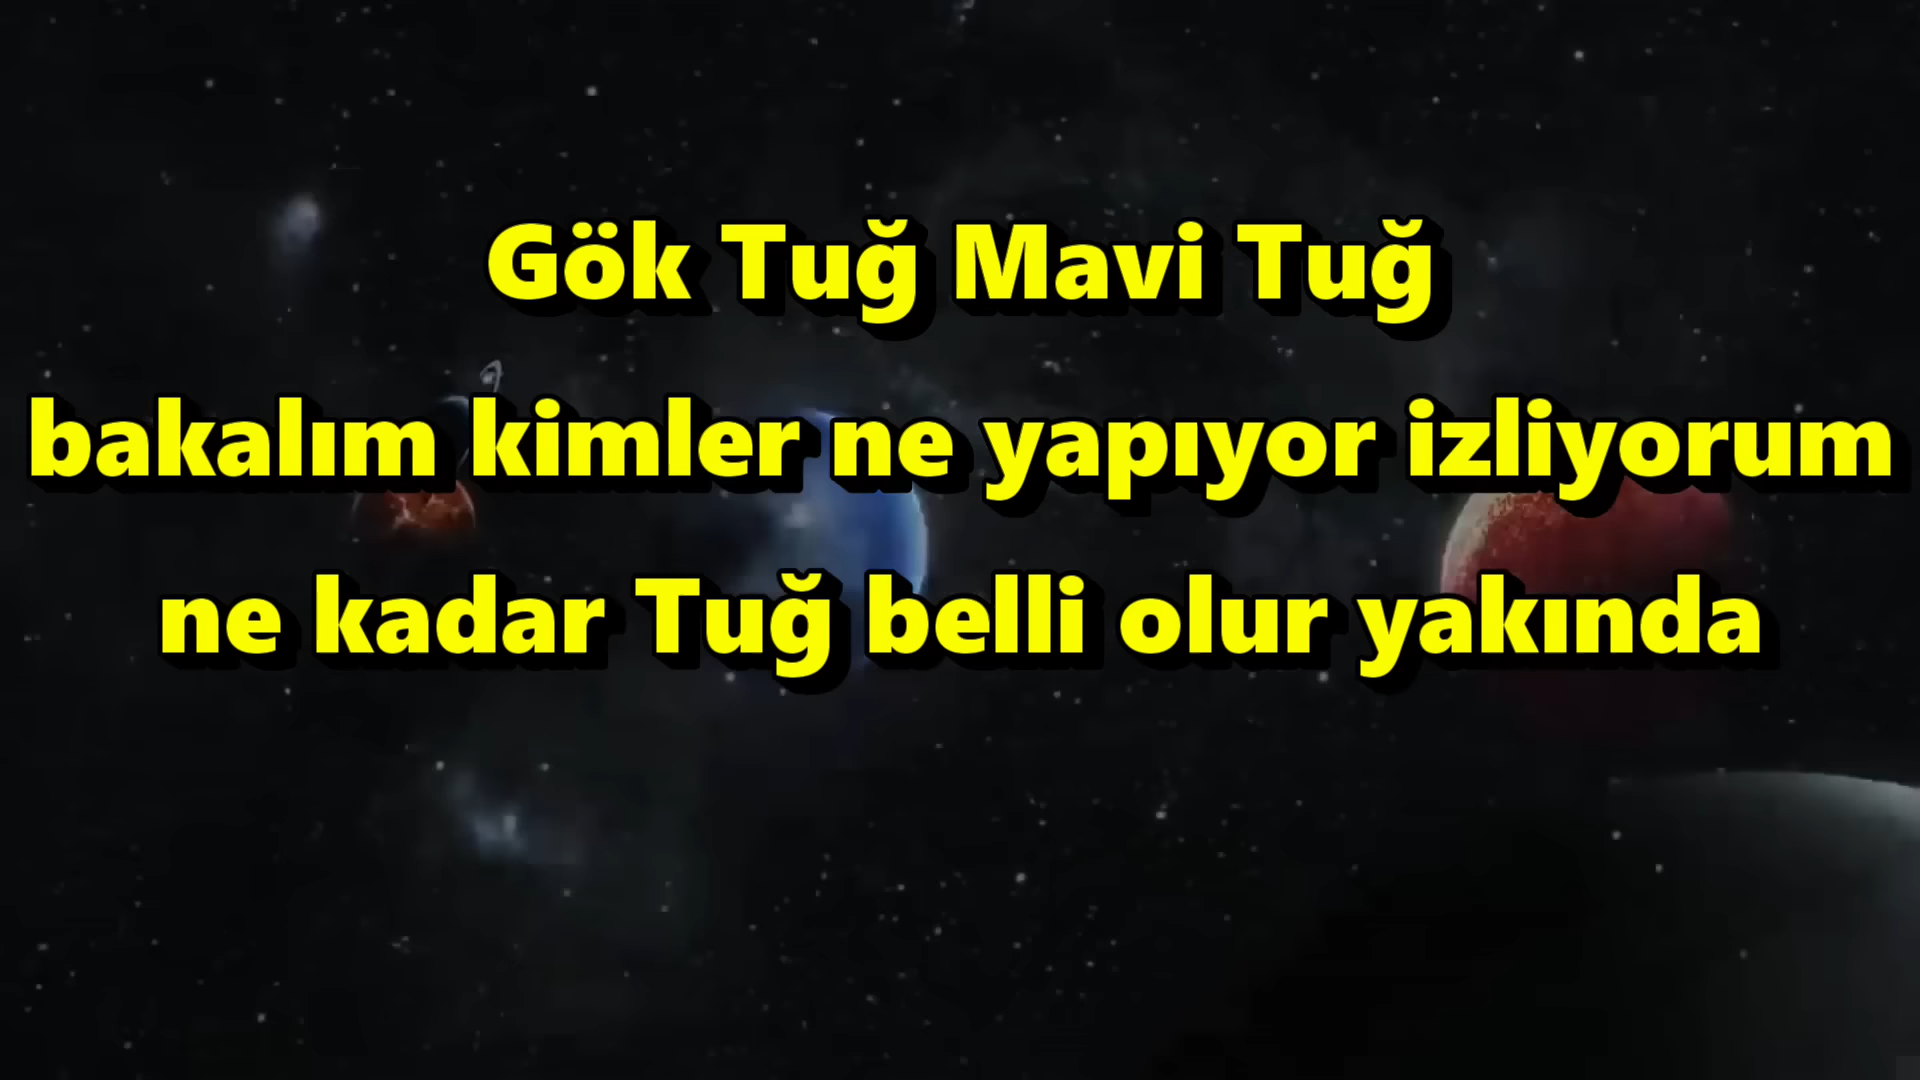 Gök Tuğ Mavi Tuğ
bakalım kimler ne yapıyor izliyorum
ne kadar Tuğ belli olur yakında